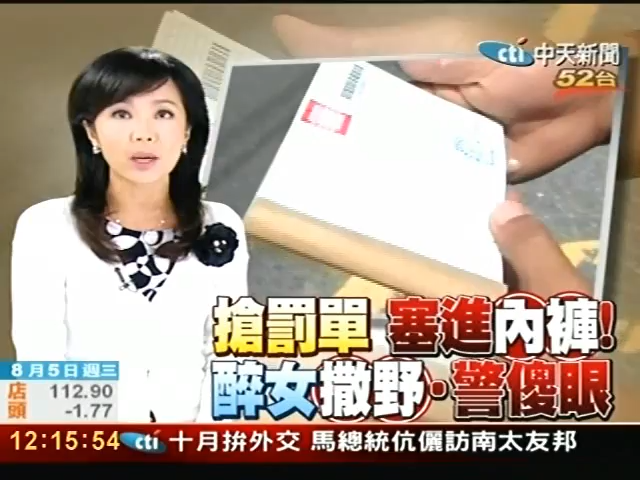 cti 中天新聞
52台
搶罰單 塞進內褲!
醉女撒野·警傻眼
8月5日週三
店頭 112.90
-1.77
12:15:54 cti 十月拚外交 馬總統伉儷訪南太友邦